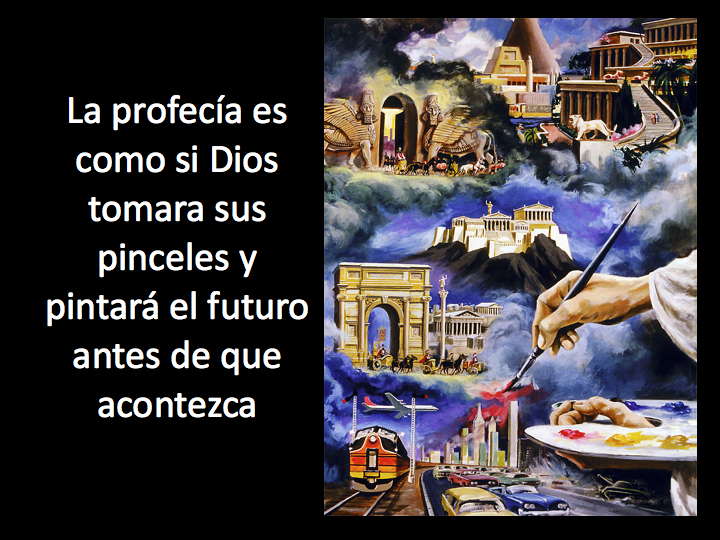 La profecía es
como si Dios
tomara sus
pinceles y
pintará el futuro
antes de que
acontezca